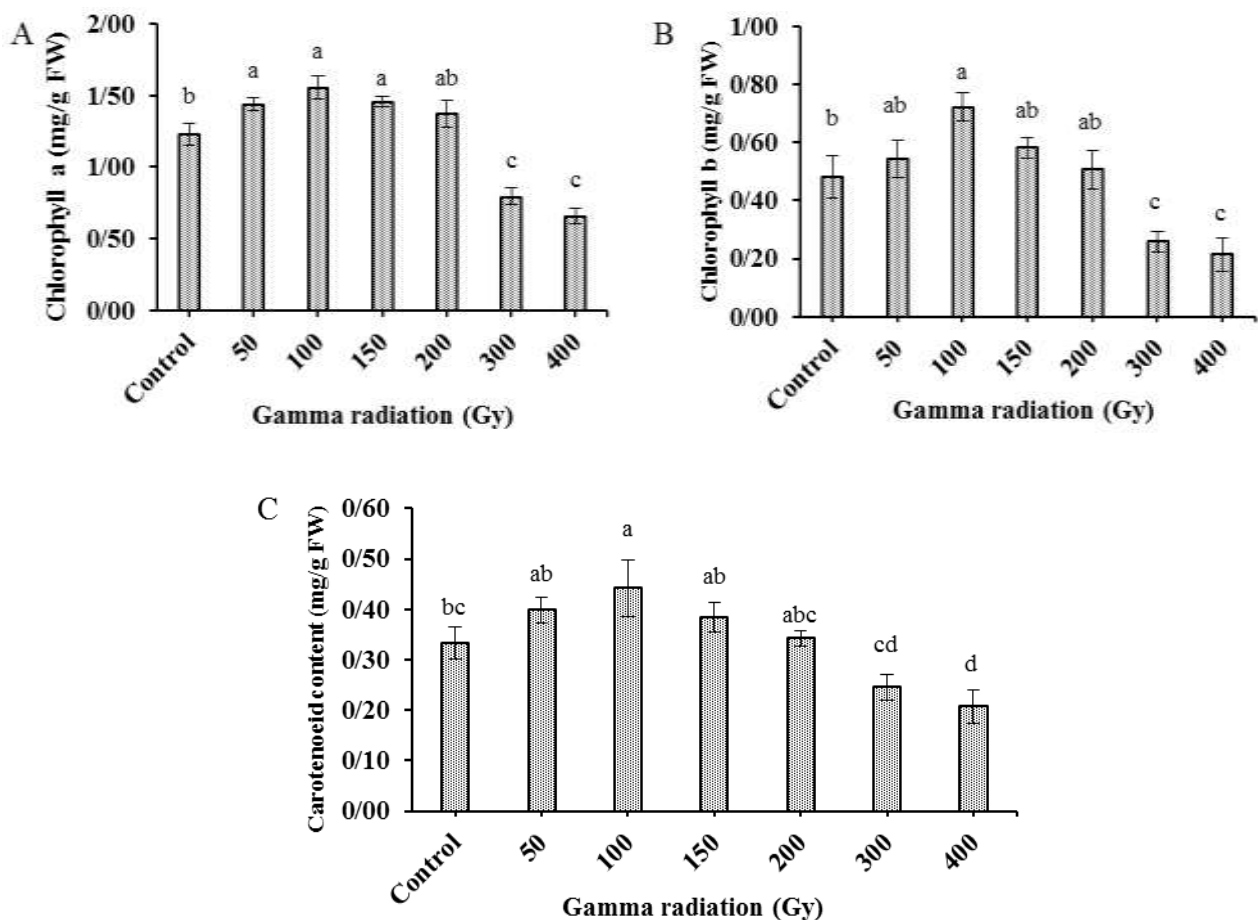 A
Chlorophyll a (mg/g FW)
2/00
1/50
1/00
0/50
0/00
b
a
a
a
ab
c
c
Control
50
100
150
200
300
400
Gamma radiation (Gy)
B
Chlorophyll b (mg/g FW)
1/00
0/80
0/60
0/40
0/20
0/00
b
ab
a
ab
ab
c
c
Control
50
100
150
200
300
400
Gamma radiation (Gy)
C
Carotenoeid content (mg/g FW)
0/60
0/50
0/40
0/30
0/20
0/10
0/00
bc
ab
a
ab
abc
cd
d
Control
50
100
150
200
300
400
Gamma radiation (Gy)